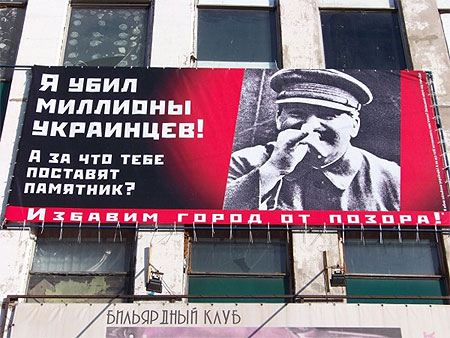 Я УБИЛ
МИЛЛИОНЫ
УКРАИНЦЕВ!
А ЗА ЧТО ТЕБЕ
ПОСТАВЯТ
ПАМЯТНИК?
ИЗБАВИМ ГОРОД ОТ ПОЗОРА!
БИЛЬЯРДНЫЙ КЛУБ